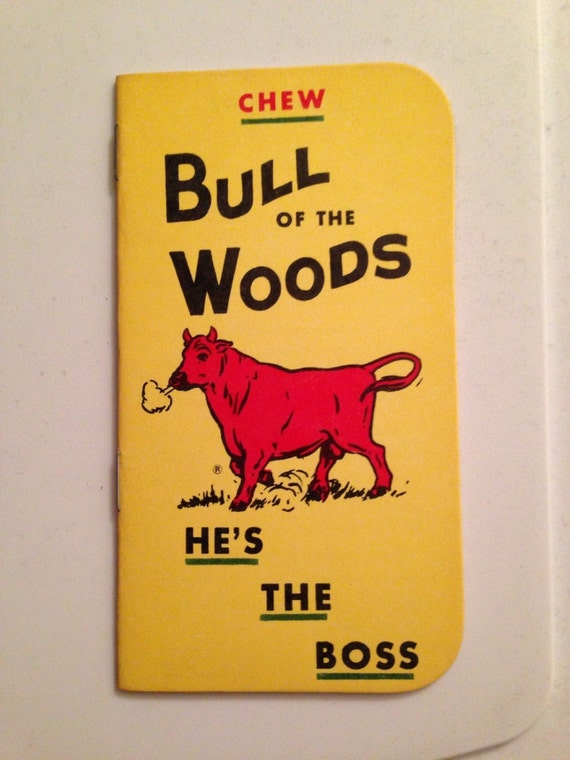 CHEW
BULL
OF THE
WOODS
®
HE'S
THE
BOSS